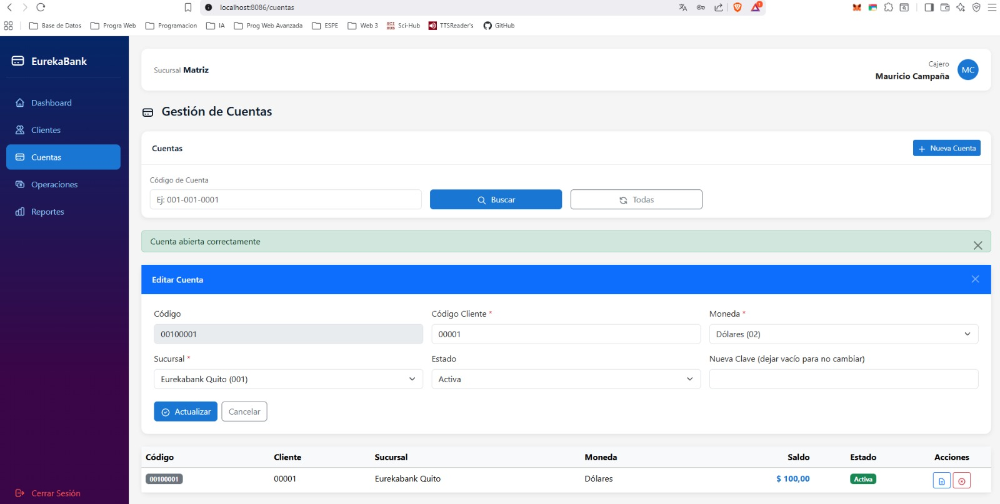 localhost:8086/cuentas
Base de Datos
Progra Web
Programacion
IA
Prog Web Avanzada
ESPE
Web 3
SCI HUB
Sci-Hub
TTSReader's
GitHub
EurekaBank
Dashboard
Clientes
Cuentas
Operaciones
Reportes
Cerrar Sesión
Sucursal Matriz
Cajero
Mauricio Campaña
MC
Gestión de Cuentas
Cuentas
+ Nueva Cuenta
Código de Cuenta
Ej: 001-001-0001
Buscar
Todas
Cuenta abierta correctamente
Editar Cuenta
Código
Código Cliente *
Moneda *
00100001
00001
Dólares (02)
Sucursal *
Estado
Nueva Clave (dejar vacío para no cambiar)
Eurekabank Quito (001)
Activa
Actualizar
Cancelar
Código Cliente Sucursal Moneda Saldo Estado Acciones
00100001 00001 Eurekabank Quito Dólares $ 100,00 Activa